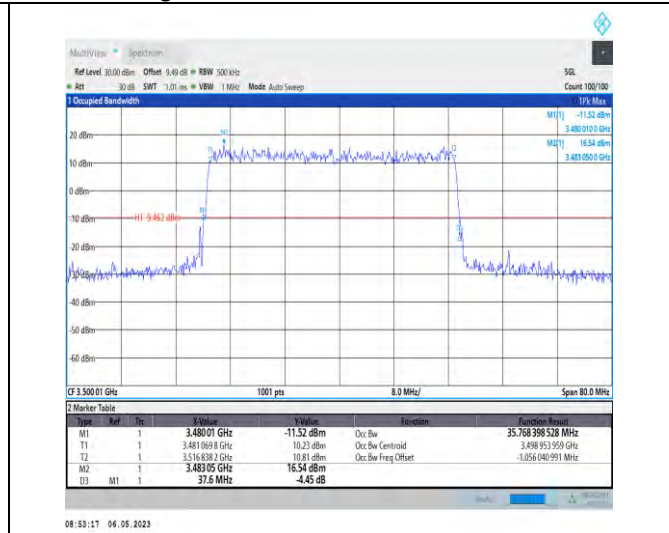 MultiView Spectrum
Ref Level 30.00 dBm Offset 9.49 dB RBW 500 kHz SGL
Att 30 dB SWT 1.01 ms VBW 1 MHz Mode Auto Sweep Count 100/100
1 Occupied Bandwidth 1Pk Max
M1[1] -11.52 dBm
3.480 010 0 GHz
M2[1] 16.54 dBm
3.483 050 0 GHz
M2
T1
T2
20 dBm
10 dBm
0 dBm
M1
-10 dBm H1 -9.462 dBm
D3
-20 dBm
-30 dBm
-40 dBm
-50 dBm
-60 dBm
CF 3.500 01 GHz 1001 pts 8.0 MHz/ Span 80.0 MHz
2 Marker Table
Type Ref Trc X-Value Y-Value Function Function Result
M1 1 3.480 01 GHz -11.52 dBm Occ Bw 35.768 398 528 MHz
T1 1 3.481 069 8 GHz 10.23 dBm Occ Bw Centroid 3.498 953 959 GHz
T2 1 3.516 838 2 GHz 10.81 dBm Occ Bw Freq Offset -1.056 040 991 MHz
M2 1 3.483 05 GHz 16.54 dBm
D3 M1 1 37.6 MHz -4.45 dB
08:53:17 06.05.2023